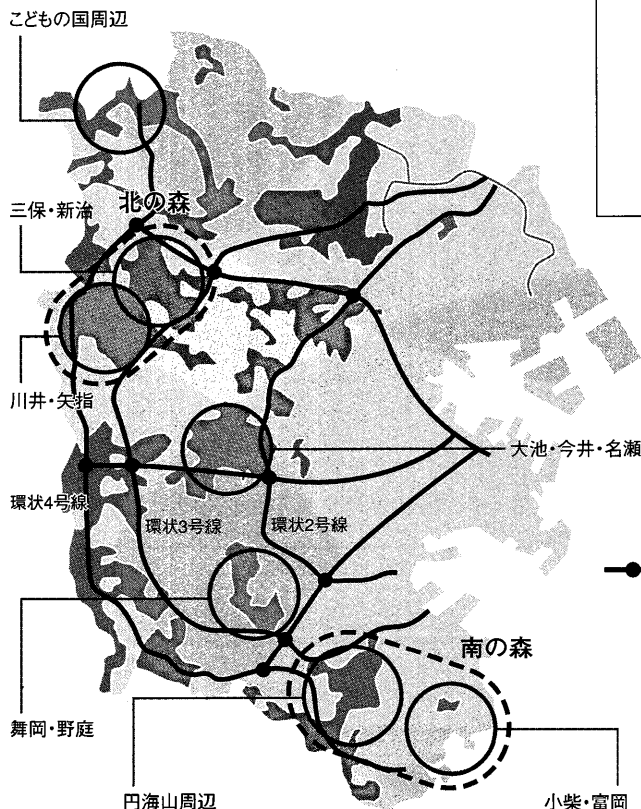 こどもの国周辺
三保・新治
北の森
川井・矢指
大池・今井・名瀬
環状4号線
環状3号線
環状2号線
南の森
舞岡・野庭
円海山周辺
小柴・富岡